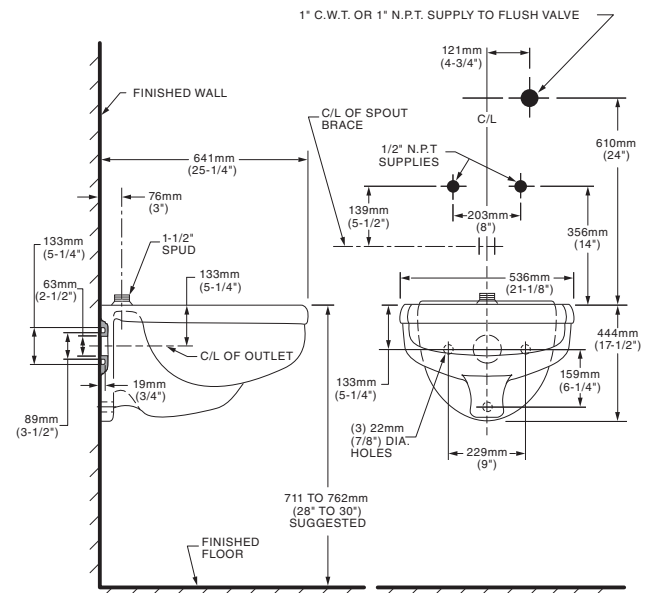 1" C.W.T. OR 1" N.P.T. SUPPLY TO FLUSH VALVE
121mm
(4-3/4")
FINISHED WALL
C/L OF SPOUT
BRACE
C/L
610mm
(24")
1/2" N.P.T
SUPPLIES
641mm
(25-1/4")
76mm
(3")
139mm
(5-1/2")
203mm
(8")
356mm
(14")
133mm
(5-1/4")
1-1/2"
SPUD
63mm
(2-1/2")
133mm
(5-1/4")
536mm
(21-1/8")
444mm
(17-1/2")
C/L OF OUTLET
19mm
(3/4")
133mm
(5-1/4")
159mm
(6-1/4")
89mm
(3-1/2")
(3) 22mm
(7/8") DIA.
HOLES
229mm
(9")
711 TO 762mm
(28" TO 30")
SUGGESTED
FINISHED
FLOOR